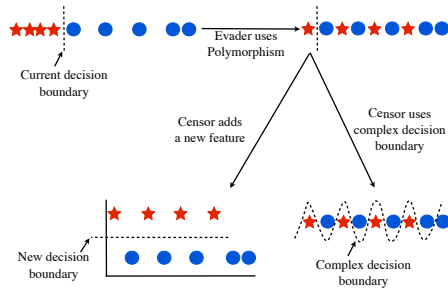 Evader uses
Polymorphism
Current decision
boundary
Censor adds
a new feature
Censor uses
complex decision
boundary
New decision
boundary
Complex decision
boundary